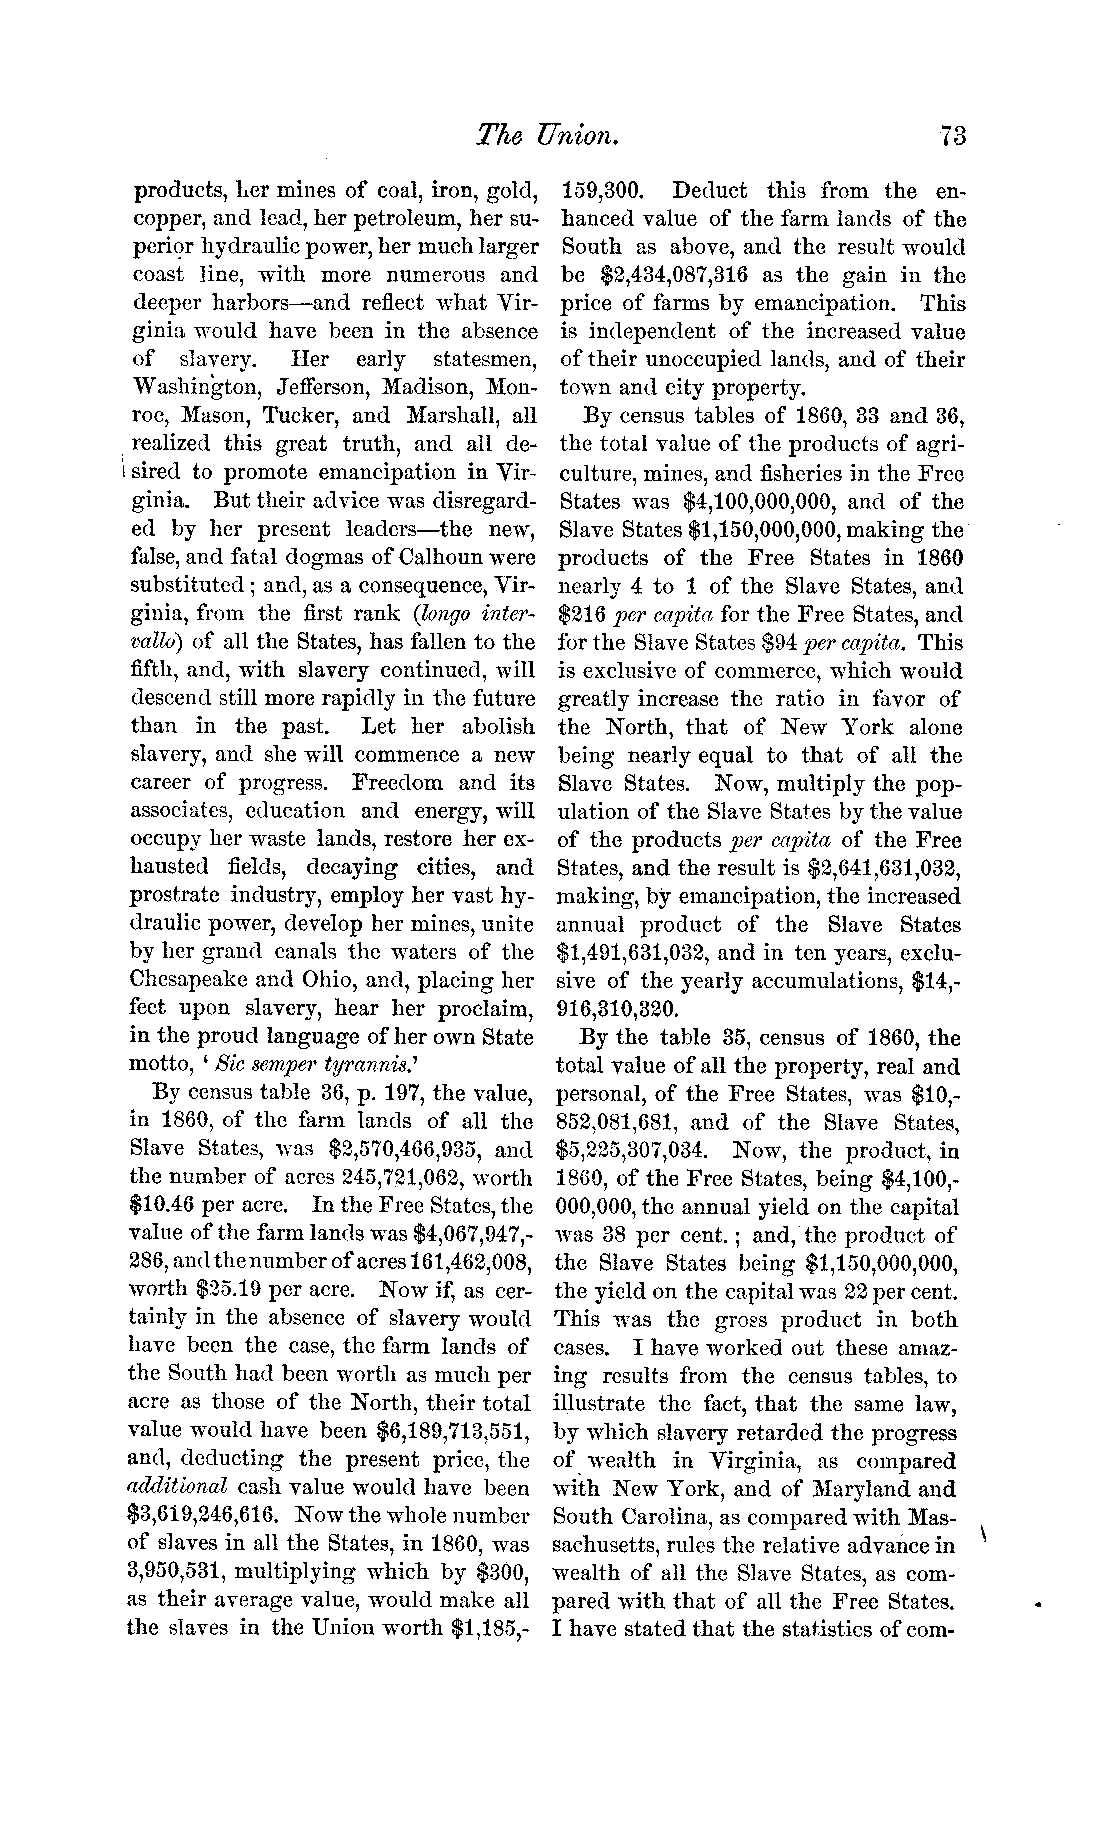 The Union. 73
products, her mines of coal, iron, gold,
copper, and lead, her petroleum, her su-
perior hydraulic power, her much larger
coast line, with more numerous and
deeper harbors—and reflect what Vir-
ginia would have been in the absence
of slavery. Her early statesmen,
Washington, Jefferson, Madison, Mon-
roe, Mason, Tucker, and Marshall, all
realized this great truth, and all de-
sired to promote emancipation in Vir-
ginia. But their advice was disregard-
ed by her present leaders—the new,
false, and fatal dogmas of Calhoun were
substituted; and, as a consequence, Vir-
ginia, from the first rank (longo inter-
vallo) of all the States, has fallen to the
fifth, and, with slavery continued, will
descend still more rapidly in the future
than in the past. Let her abolish
slavery, and she will commence a new
career of progress. Freedom and its
associates, education and energy, will
occupy her waste lands, restore her ex-
hausted fields, decaying cities, and
prostrate industry, employ her vast hy-
draulic power, develop her mines, unite
by her grand canals the waters of the
Chesapeake and Ohio, and, placing her
feet upon slavery, hear her proclaim,
in the proud language of her own State
motto, ‘Sic semper tyrannis.’
By census table 36, p. 197, the value,
in 1860, of the farm lands of all the
Slave States, was $2,570,466,935, and
the number of acres 245,721,062, worth
$10.46 per acre. In the Free States, the
value of the farm lands was $4,067,947,-
286, and the number of acres 161,462,008,
worth $25.19 per acre. Now if, as cer-
tainly in the absence of slavery would
have been the case, the farm lands of
the South had been worth as much per
acre as those of the North, their total
value would have been $6,189,713,551,
and, deducting the present price, the
additional cash value would have been
$3,619,246,616. Now the whole number
of slaves in all the States, in 1860, was
3,950,531, multiplying which by $300,
as their average value, would make all
the slaves in the Union worth $1,185,-
159,300. Deduct this from the en-
hanced value of the farm lands of the
South as above, and the result would
be $2,434,087,316 as the gain in the
price of farms by emancipation. This
is independent of the increased value
of their unoccupied lands, and of their
town and city property.
By census tables of 1860, 33 and 36,
the total value of the products of agri-
culture, mines, and fisheries in the Free
States was $4,100,000,000, and of the
Slave States $1,150,000,000, making the
products of the Free States in 1860
nearly 4 to 1 of the Slave States, and
$216 per capita for the Free States, and
for the Slave States $94 per capita. This
is exclusive of commerce, which would
greatly increase the ratio in favor of
the North, that of New York alone
being nearly equal to that of all the
Slave States. Now, multiply the pop-
ulation of the Slave States by the value
of the products per capita of the Free
States, and the result is $2,641,631,032,
making, by emancipation, the increased
annual product of the Slave States
$1,491,631,032, and in ten years, exclu-
sive of the yearly accumulations, $14,-
916,310,320.
By the table 35, census of 1860, the
total value of all the property, real and
personal, of the Free States, was $10,-
852,081,681, and of the Slave States,
$5,225,307,034. Now, the product, in
1860, of the Free States, being $4,100,-
000,000, the annual yield on the capital
was 38 per cent.; and, the product of
the Slave States being $1,150,000,000,
the yield on the capital was 22 per cent.
This was the gross product in both
cases. I have worked out these amaz-
ing results from the census tables, to
illustrate the fact, that the same law,
by which slavery retarded the progress
of wealth in Virginia, as compared
with New York, and of Maryland and
South Carolina, as compared with Mas-
sachusetts, rules the relative advance in
wealth of all the Slave States, as com-
pared with that of all the Free States.
I have stated that the statistics of com-